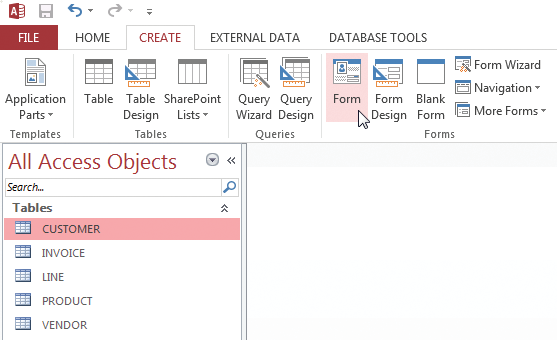 FILE HOME CREATE EXTERNAL DATA DATABASE TOOLS
Application Parts
Table
Table Design
SharePoint Lists
Query Wizard
Query Design
Form
Form Design
Blank Form
Form Wizard
Navigation
More Forms
Templates Tables Queries Forms
All Access Objects
Search...
Tables
CUSTOMER
INVOICE
LINE
PRODUCT
VENDOR